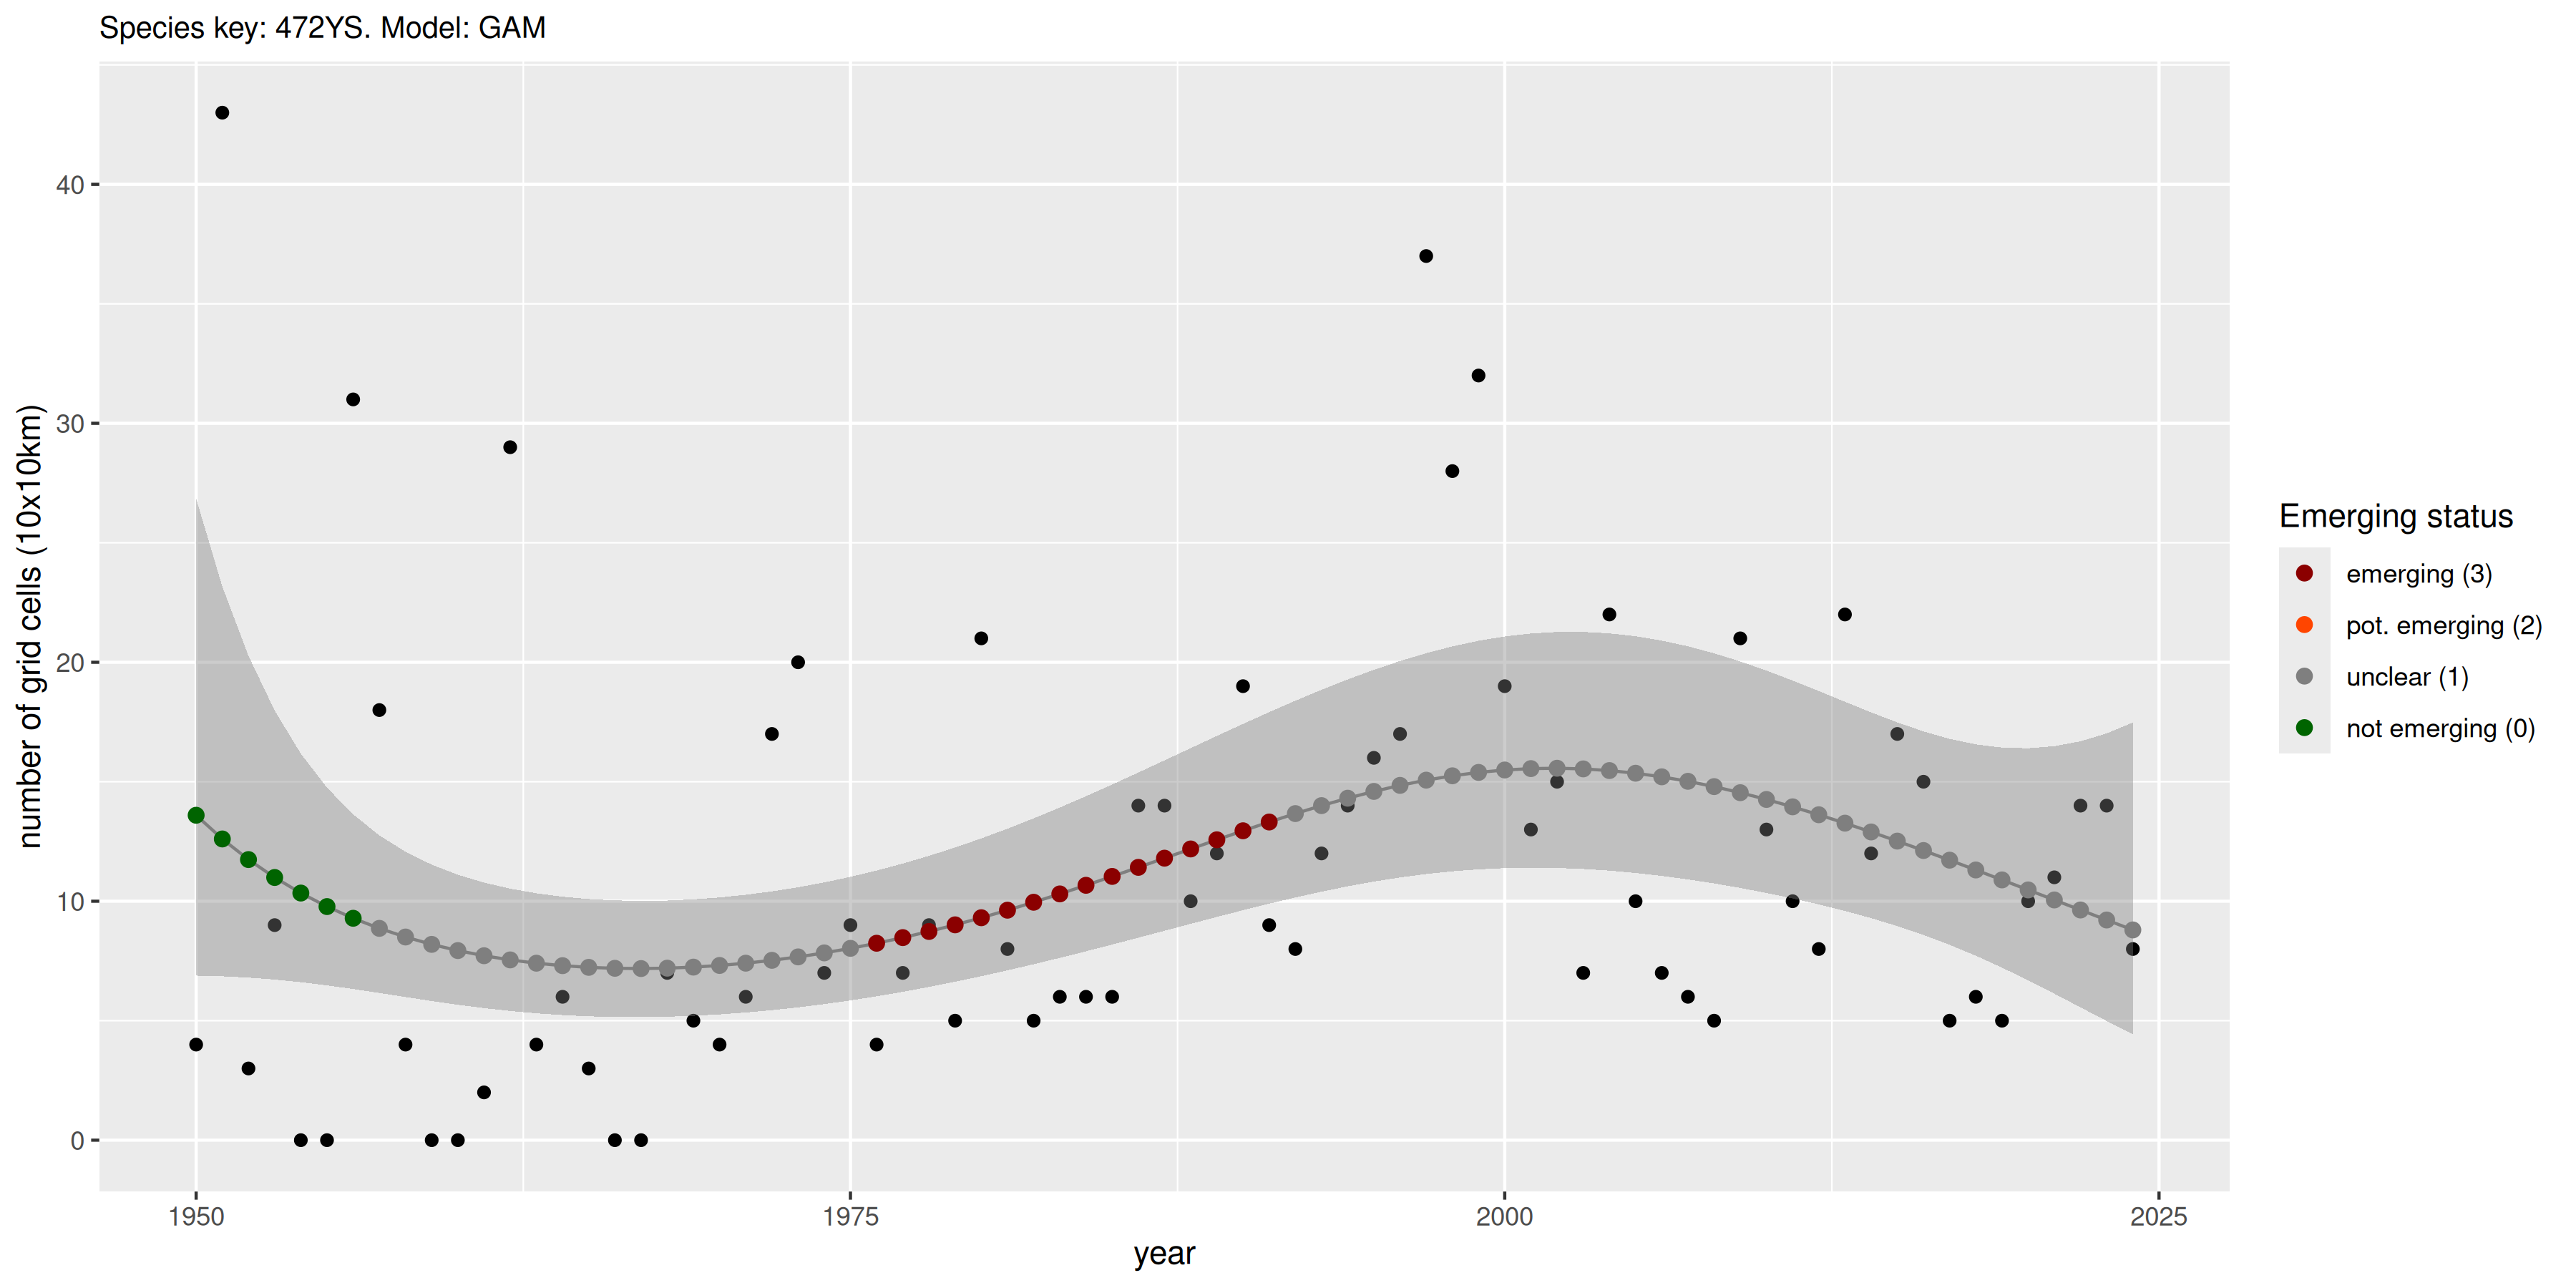 Species key: 472YS. Model: GAM
number of grid cells (10x10km)
40
30
20
10
0
1950
1975
2000
2025
year
Emerging status
emerging (3)
pot. emerging (2)
unclear (1)
not emerging (0)